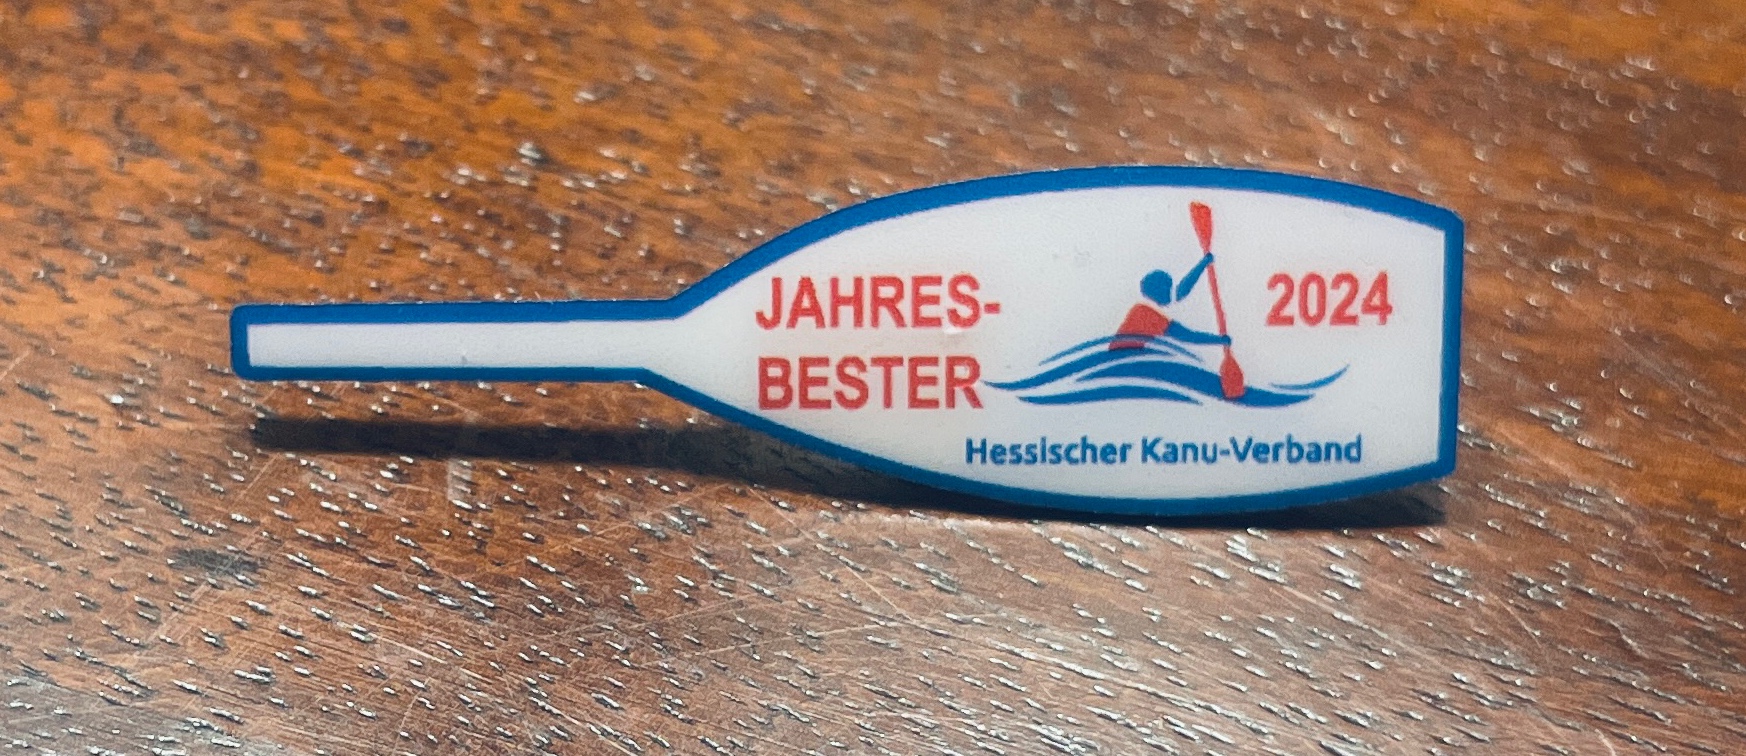 JAHRES-
BESTER
2024
Hessischer Kanu-Verband